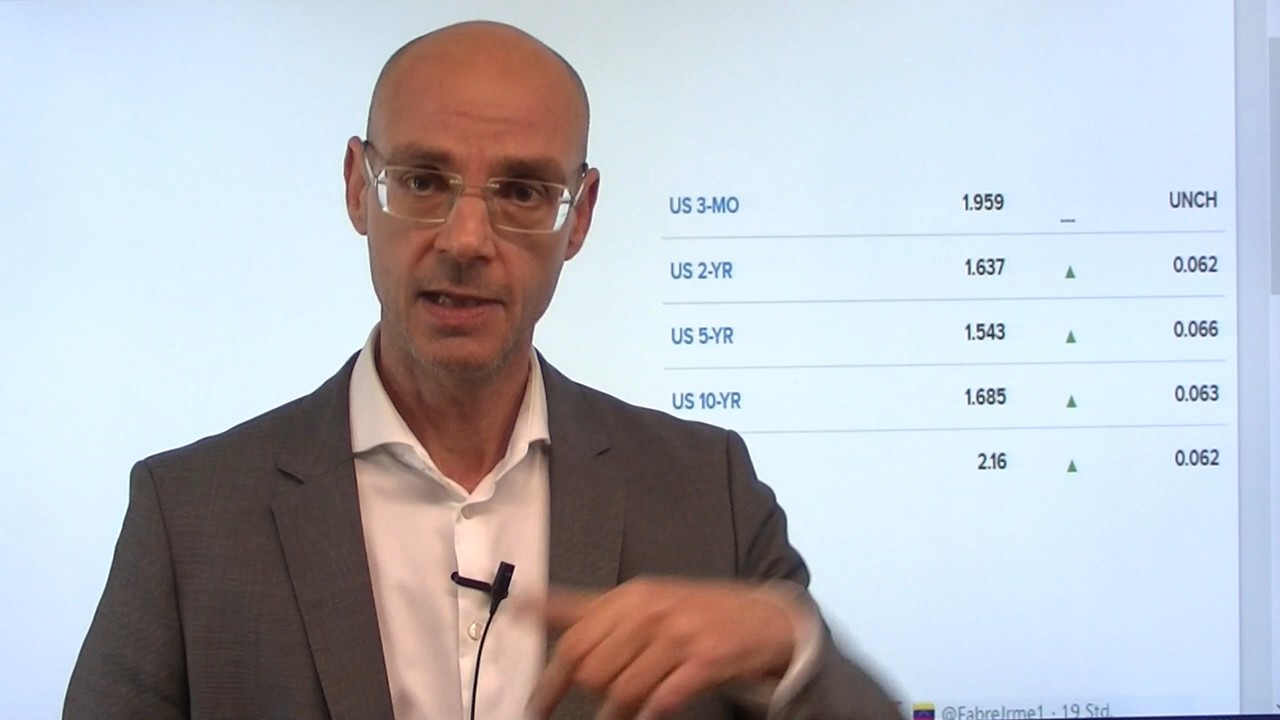 US 3-MO 1.959 UNCH
US 2-YR 1.637 ▲ 0.062
US 5-YR 1.543 ▲ 0.066
US 10-YR 1.685 ▲ 0.063
2.16 ▲ 0.062
@FabreIrme1 · 19 Std.